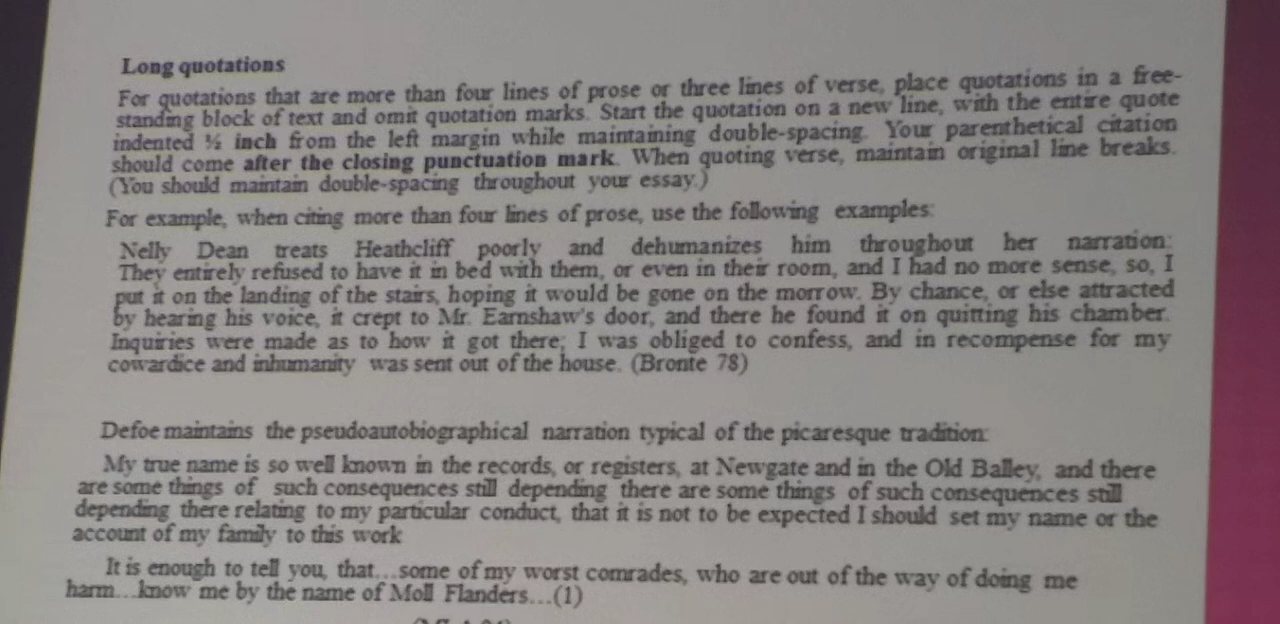 Long quotations
For quotations that are more than four lines of prose or three lines of verse, place quotations in a free-
standing block of text and omit quotation marks. Start the quotation on a new line, with the entire quote
indented ½ inch from the left margin while maintaining double-spacing. Your parenthetical citation
should come after the closing punctuation mark. When quoting verse, maintain original line breaks.
(You should maintain double-spacing throughout your essay.)
For example, when citing more than four lines of prose, use the following examples:
Nelly Dean treats Heathcliff poorly and dehumanizes him throughout her narration:
They entirely refused to have it in bed with them, or even in their room, and I had no more sense, so, I
put it on the landing of the stairs, hoping it would be gone on the morrow. By chance, or else attracted
by hearing his voice, it crept to Mr. Earnshaw's door, and there he found it on quitting his chamber.
Inquiries were made as to how it got there; I was obliged to confess, and in recompense for my
cowardice and inhumanity was sent out of the house. (Bronte 78)
Defoe maintains the pseudoautobiographical narration typical of the picaresque tradition:
My true name is so well known in the records, or registers, at Newgate and in the Old Balley, and there
are some things of such consequences still depending there are some things of such consequences still
depending there relating to my particular conduct, that it is not to be expected I should set my name or the
account of my family to this work
It is enough to tell you, that...some of my worst comrades, who are out of the way of doing me
harm...know me by the name of Moll Flanders...(1)